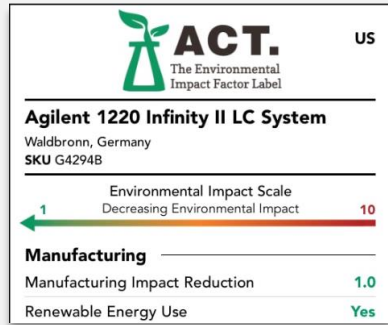 ACT.
US
The Environmental
Impact Factor Label
Agilent 1220 Infinity II LC System
Waldbronn, Germany
SKU G4294B
Environmental Impact Scale
1 Decreasing Environmental Impact 10
Manufacturing
Manufacturing Impact Reduction 1.0
Renewable Energy Use Yes